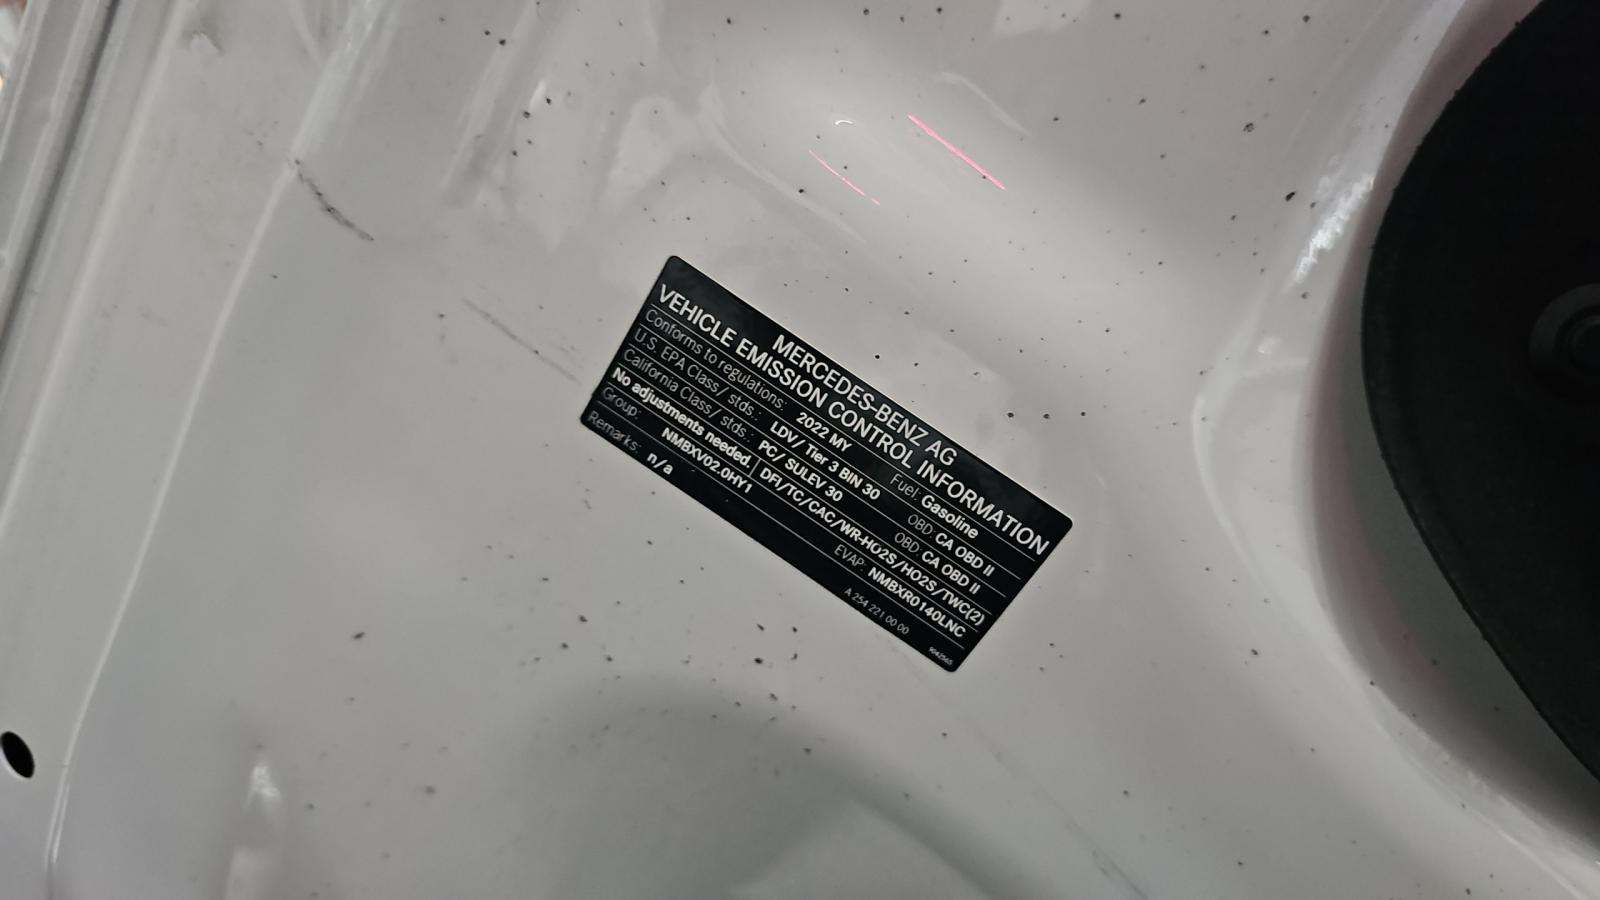 MERCEDES-BENZ AG
VEHICLE EMISSION CONTROL INFORMATION
Conforms to regulations: 2022 MY Fuel: Gasoline
U.S. EPA Class/ stds.: LDV/ Tier 3 BIN 30 OBD: CA OBD II
California Class/ stds.: PC/ SULEV 30 OBD: CA OBD II
No adjustments needed. DFI/TC/CAC/WR-HO2S/HO2S/TWC(2)
Group: NMBXV02.0HY1 EVAP: NMBXR0140LNC
Remarks: n/a
A 254 221 00 00